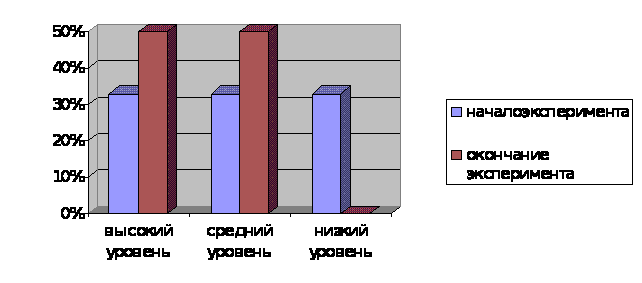 50%
40%
30%
20%
10%
0%
высокий
уровень
средний
уровень
низкий
уровень
началоэксперимента
окончание
эксперимента